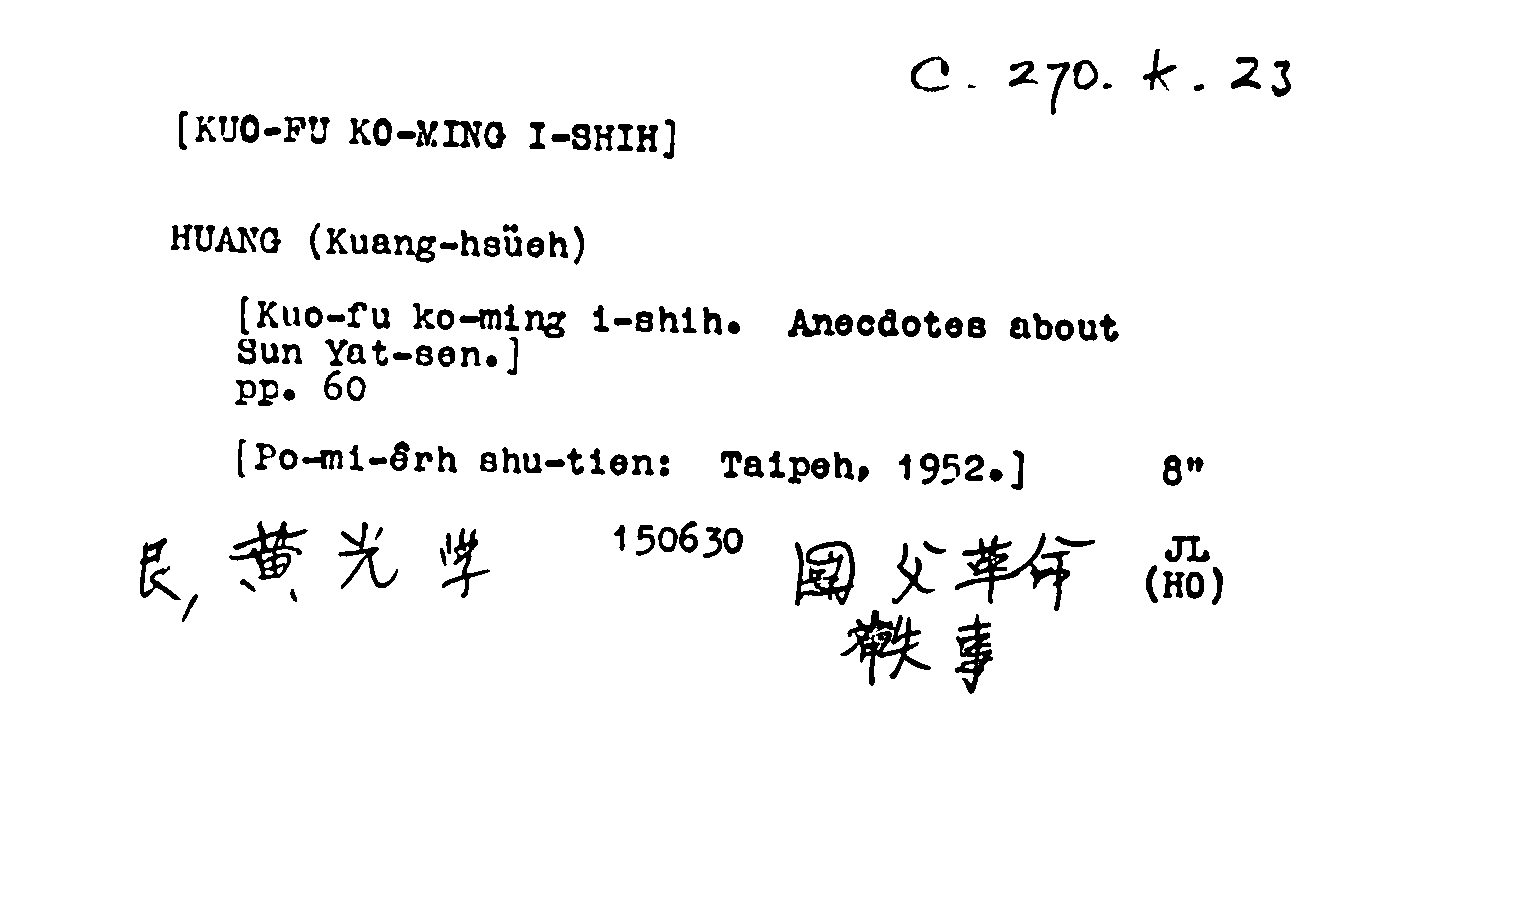 C. 270. k. 23
[KUO-FU KO-MING I-SHIH]
HUANG (Kuang-hsüeh)
[Kuo-fu ko-ming i-shih. Anecdotes about
Sun Yat-sen.]
pp. 60
[Po-mi-êrh shu-tien: Taipeh, 1952.] 8"
艮, 黄光学 150630 國父革命 JL
軼事 (HO)